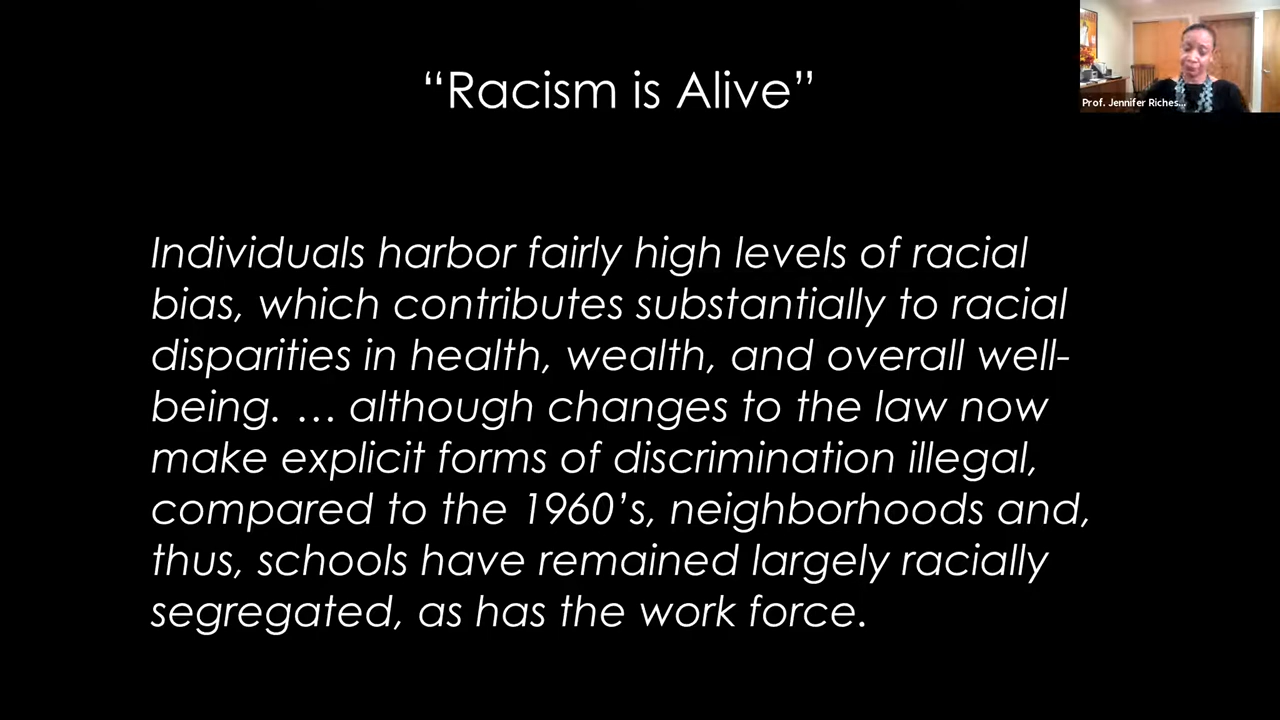 “Racism is Alive”
Prof. Jennifer Riches...
Individuals harbor fairly high levels of racial
bias, which contributes substantially to racial
disparities in health, wealth, and overall well-
being. … although changes to the law now
make explicit forms of discrimination illegal,
compared to the 1960’s, neighborhoods and,
thus, schools have remained largely racially
segregated, as has the work force.